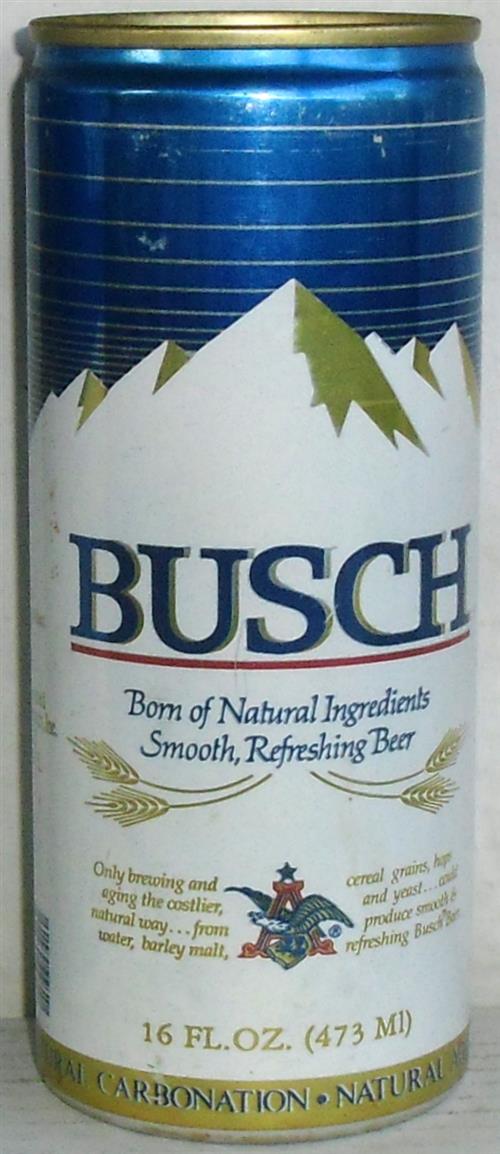 BUSCH
Born of Natural Ingredients
Smooth, Refreshing Beer
Only brewing and
aging the costlier,
natural way...from
water, barley malt,
cereal grains, hops
and yeast...could
produce smooth &
refreshing Busch® Beer.
A
®
16 FL.OZ. (473 Ml)
URAL CARBONATION • NATURAL